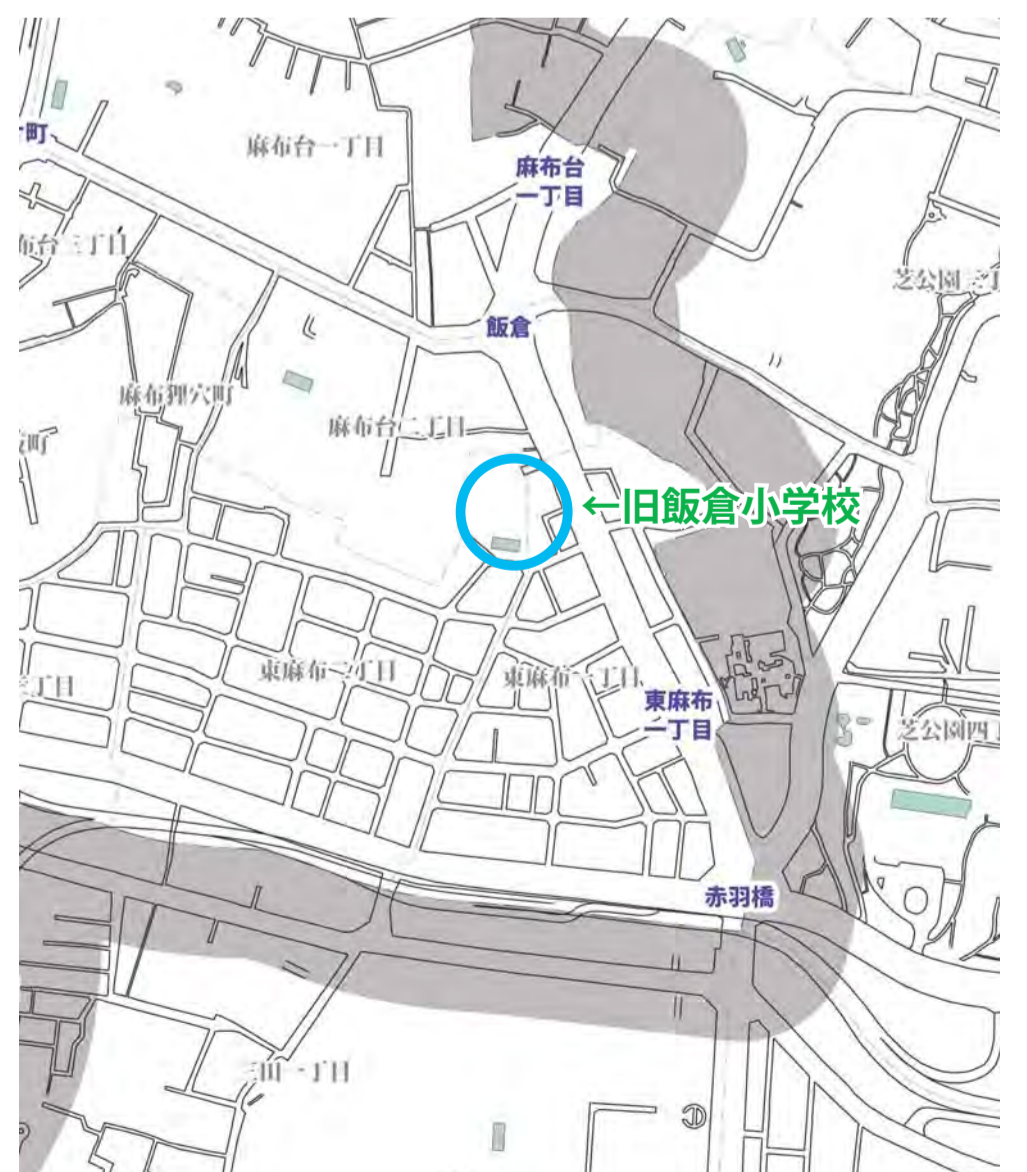 麻布台一丁目
町
麻布台
一丁目
布台三丁目
芝公園三丁
飯倉
麻布狸穴町
麻布台二丁目
町
←旧飯倉小学校
東麻布二丁目
東麻布一丁目
丁目
東麻布
一丁目
芝公園四丁
赤羽橋
三田一丁目